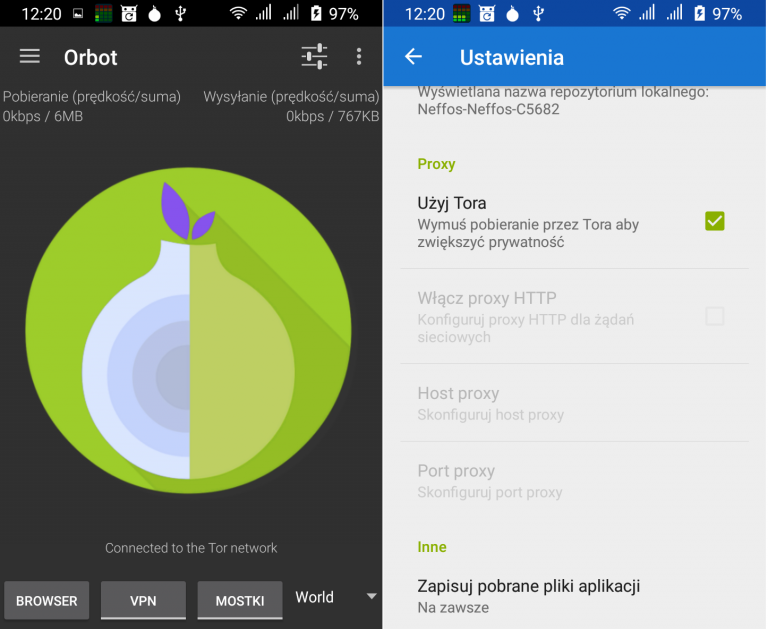 12:20
97%
Orbot
Pobieranie (prędkość/suma)
0kbps / 6MB
Wysyłanie (prędkość/suma)
0kbps / 767KB
Connected to the Tor network
BROWSER
VPN
MOSTKI
World
12:20
97%
Ustawienia
Wyświetlana nazwa repozytorium lokalnego:
Neffos-Neffos-C5682
Proxy
Użyj Tora
Wymuś pobieranie przez Tora aby
zwiększyć prywatność
Włącz proxy HTTP
Konfiguruj proxy HTTP dla żądań
sieciowych
Host proxy
Skonfiguruj host proxy
Port proxy
Skonfiguruj port proxy
Inne
Zapisuj pobrane pliki aplikacji
Na zawsze